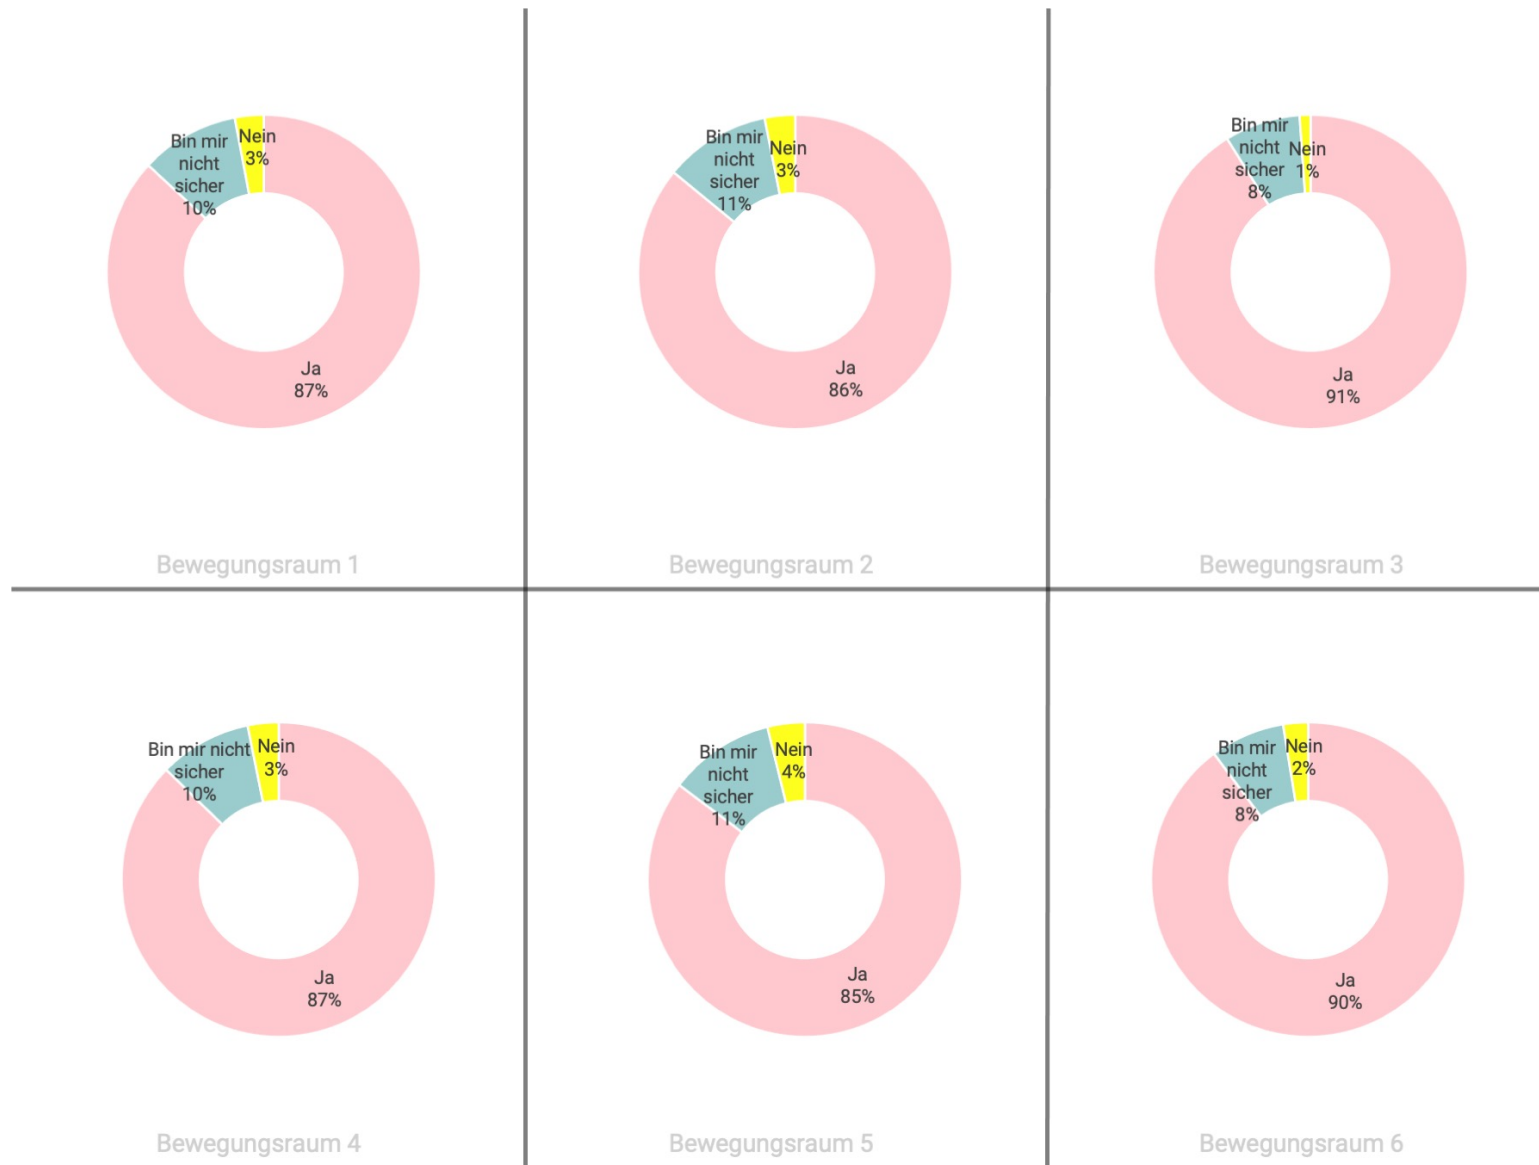 Bin mir
nicht
sicher
10%
Nein
3%
Ja
87%
Bewegungsraum 1
Bin mir
nicht
sicher
11%
Nein
3%
Ja
86%
Bewegungsraum 2
Bin mir
nicht
sicher
8%
Nein
1%
Ja
91%
Bewegungsraum 3
Bin mir nicht
sicher
10%
Nein
3%
Ja
87%
Bewegungsraum 4
Bin mir
nicht
sicher
11%
Nein
4%
Ja
85%
Bewegungsraum 5
Bin mir
nicht
sicher
8%
Nein
2%
Ja
90%
Bewegungsraum 6